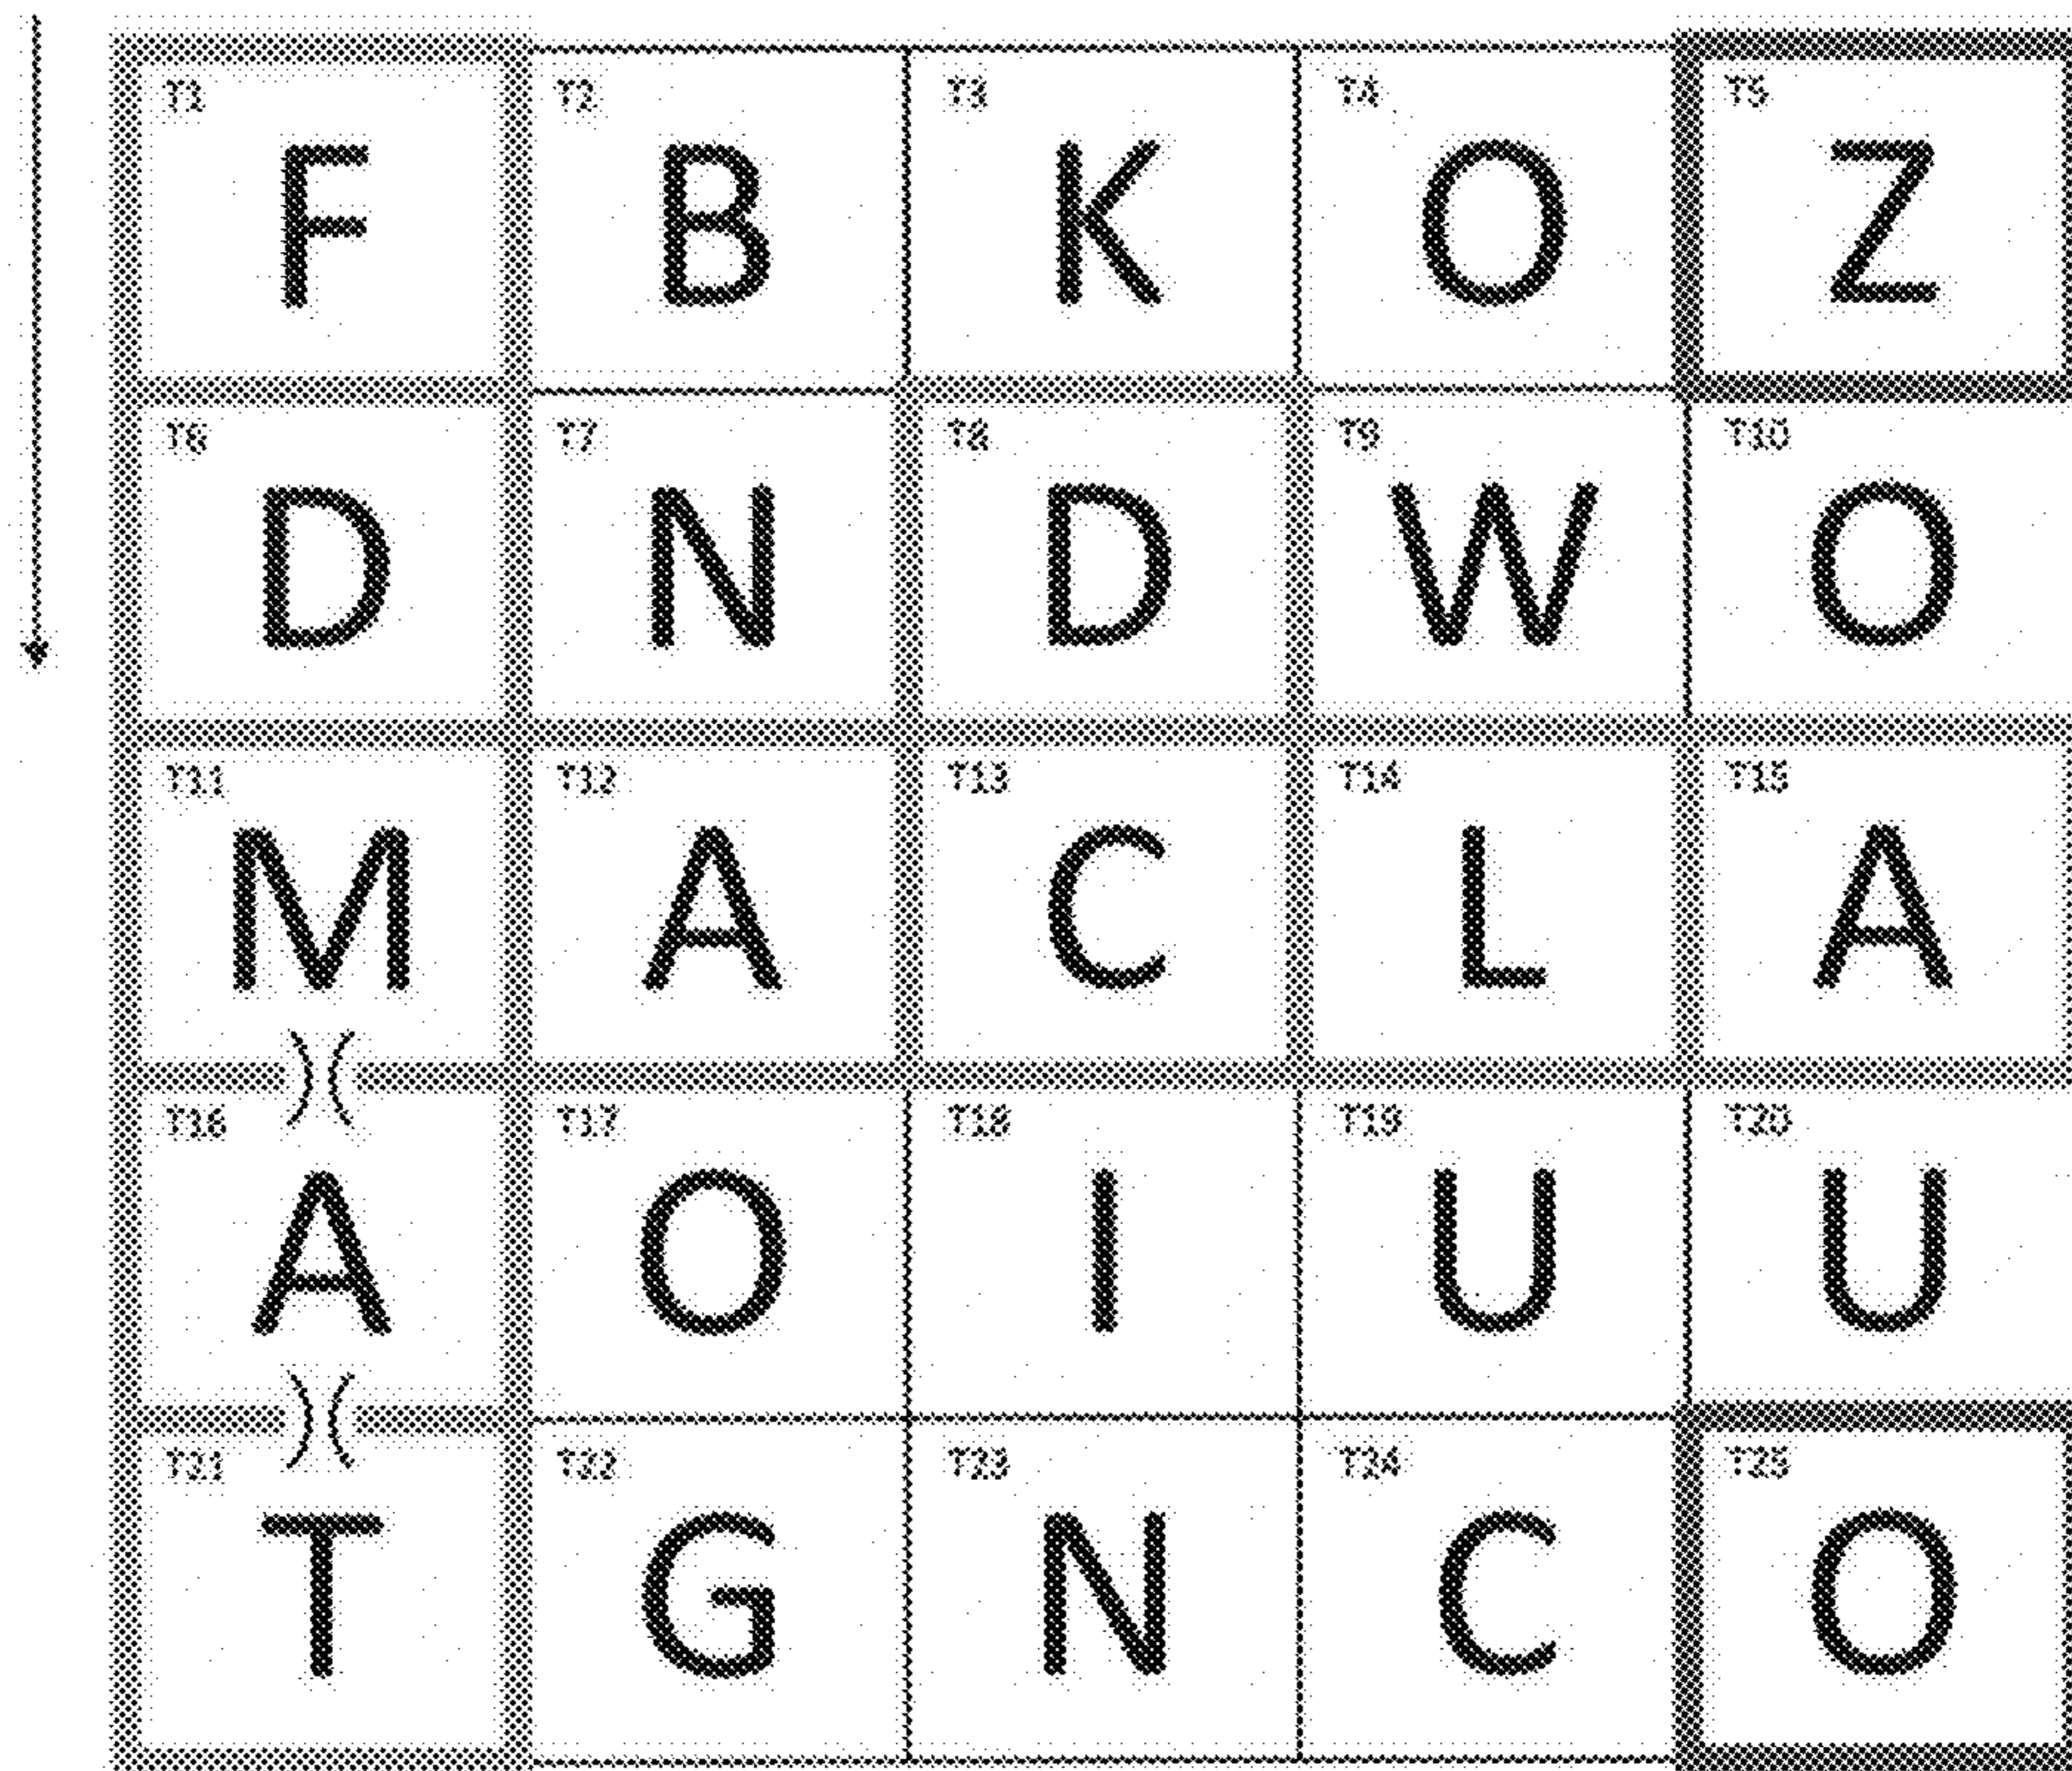 T1 T2 T3 T4 T5
F B K O Z
T6 T7 T8 T9 T10
D N D W O
T11 T12 T13 T14 T15
M A C L A
T16 T17 T18 T19 T20
A O I U U
T21 T22 T23 T24 T25
T G N C O